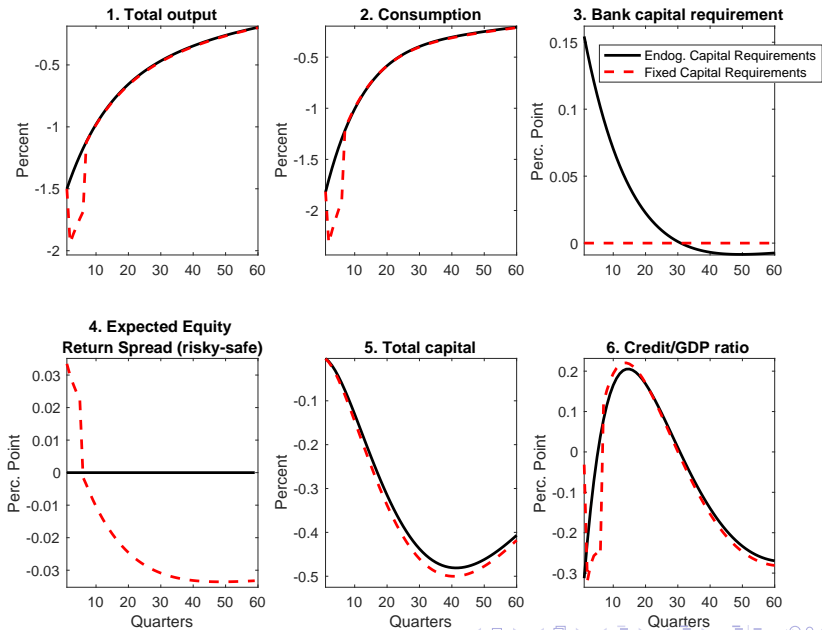 1. Total output
2. Consumption
3. Bank capital requirement
-0.5
-1
-1.5
-2
Percent
10 20 30 40 50 60
-0.5
-1
-1.5
-2
Percent
10 20 30 40 50 60
0.15
0.1
0.05
0
Perc. Point
Endog. Capital Requirements
Fixed Capital Requirements
10 20 30 40 50 60
4. Expected Equity
Return Spread (risky-safe)
5. Total capital
6. Credit/GDP ratio
0.03
0.02
0.01
0
-0.01
-0.02
-0.03
Perc. Point
10 20 30 40 50 60
Quarters
-0.1
-0.2
-0.3
-0.4
-0.5
Percent
10 20 30 40 50 60
Quarters
0.2
0.1
0
-0.1
-0.2
-0.3
Perc. Point
10 20 30 40 50 60
Quarters